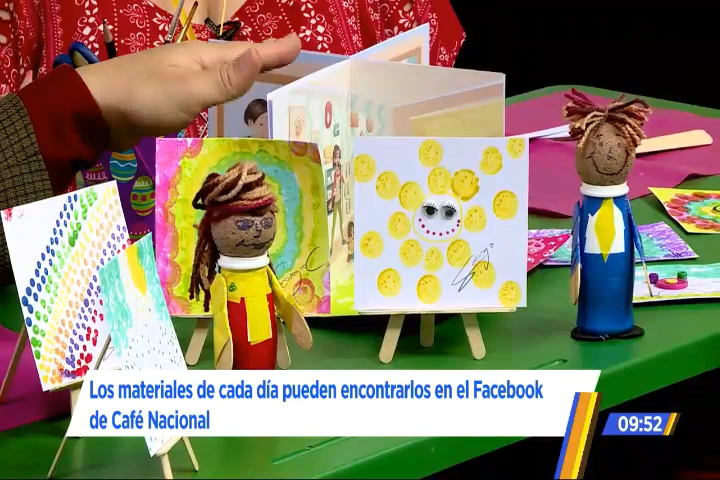 Los materiales de cada día pueden encontrarlos en el Facebook
de Café Nacional
09:52